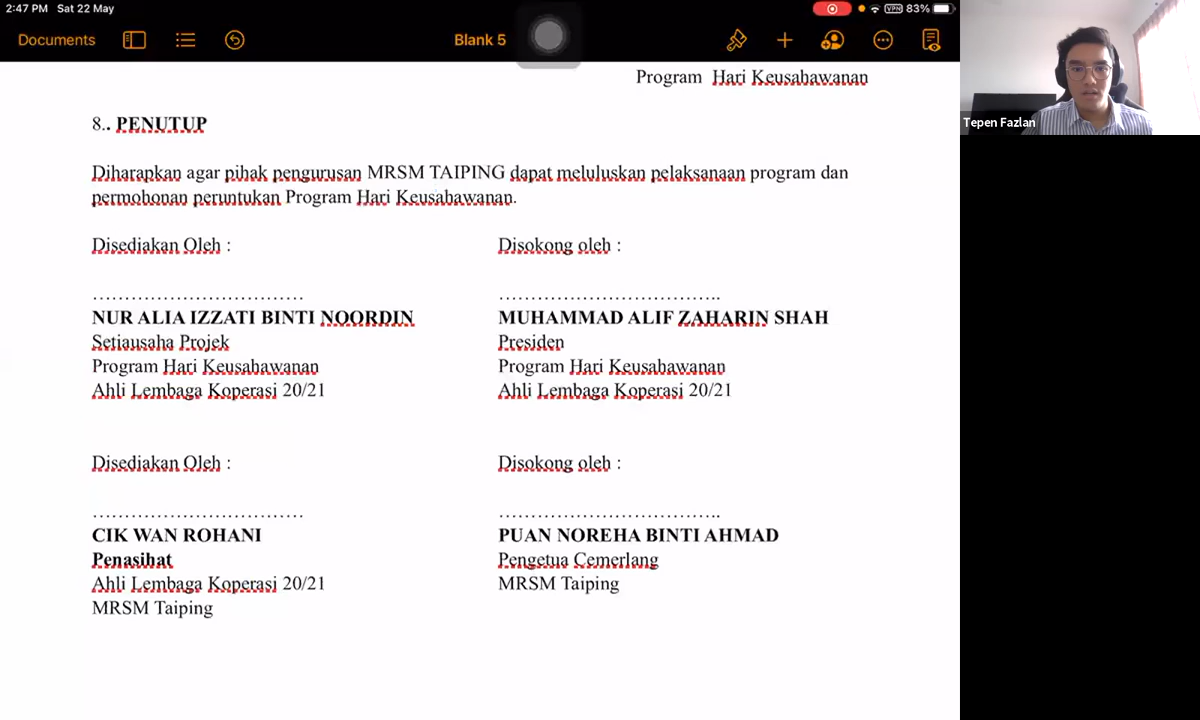 2:47 PM Sat 22 May
VPN 83%
Documents
Blank 5
Tepen Fazlan
Program Hari Keusahawanan
8.. PENUTUP
Diharapkan agar pihak pengurusan MRSM TAIPING dapat meluluskan pelaksanaan program dan
permohonan peruntukan Program Hari Keusahawanan.
Disediakan Oleh :
Disokong oleh :
……………………………
……………………………..
NUR ALIA IZZATI BINTI NOORDIN
MUHAMMAD ALIF ZAHARIN SHAH
Setiausaha Projek
Presiden
Program Hari Keusahawanan
Program Hari Keusahawanan
Ahli Lembaga Koperasi 20/21
Ahli Lembaga Koperasi 20/21
Disediakan Oleh :
Disokong oleh :
……………………………
……………………………..
CIK WAN ROHANI
PUAN NOREHA BINTI AHMAD
Penasihat
Pengetua Cemerlang
Ahli Lembaga Koperasi 20/21
MRSM Taiping
MRSM Taiping